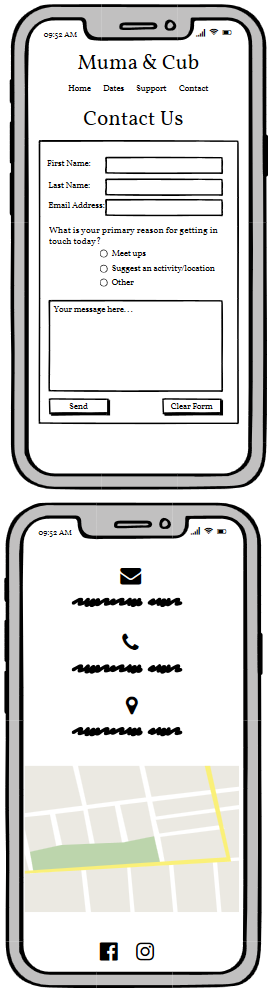 09:52 AM
Muma & Cub
Home Dates Support Contact
Contact Us
First Name:
Last Name:
Email Address:
What is your primary reason for getting in
touch today?
Meet ups
Suggest an activity/location
Other
Your message here...
Send Clear Form
09:52 AM